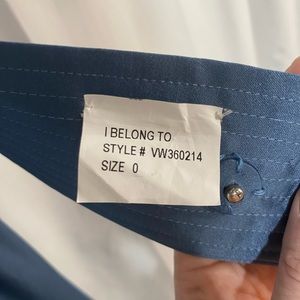 I BELONG TO
STYLE # VW360214
SIZE 0